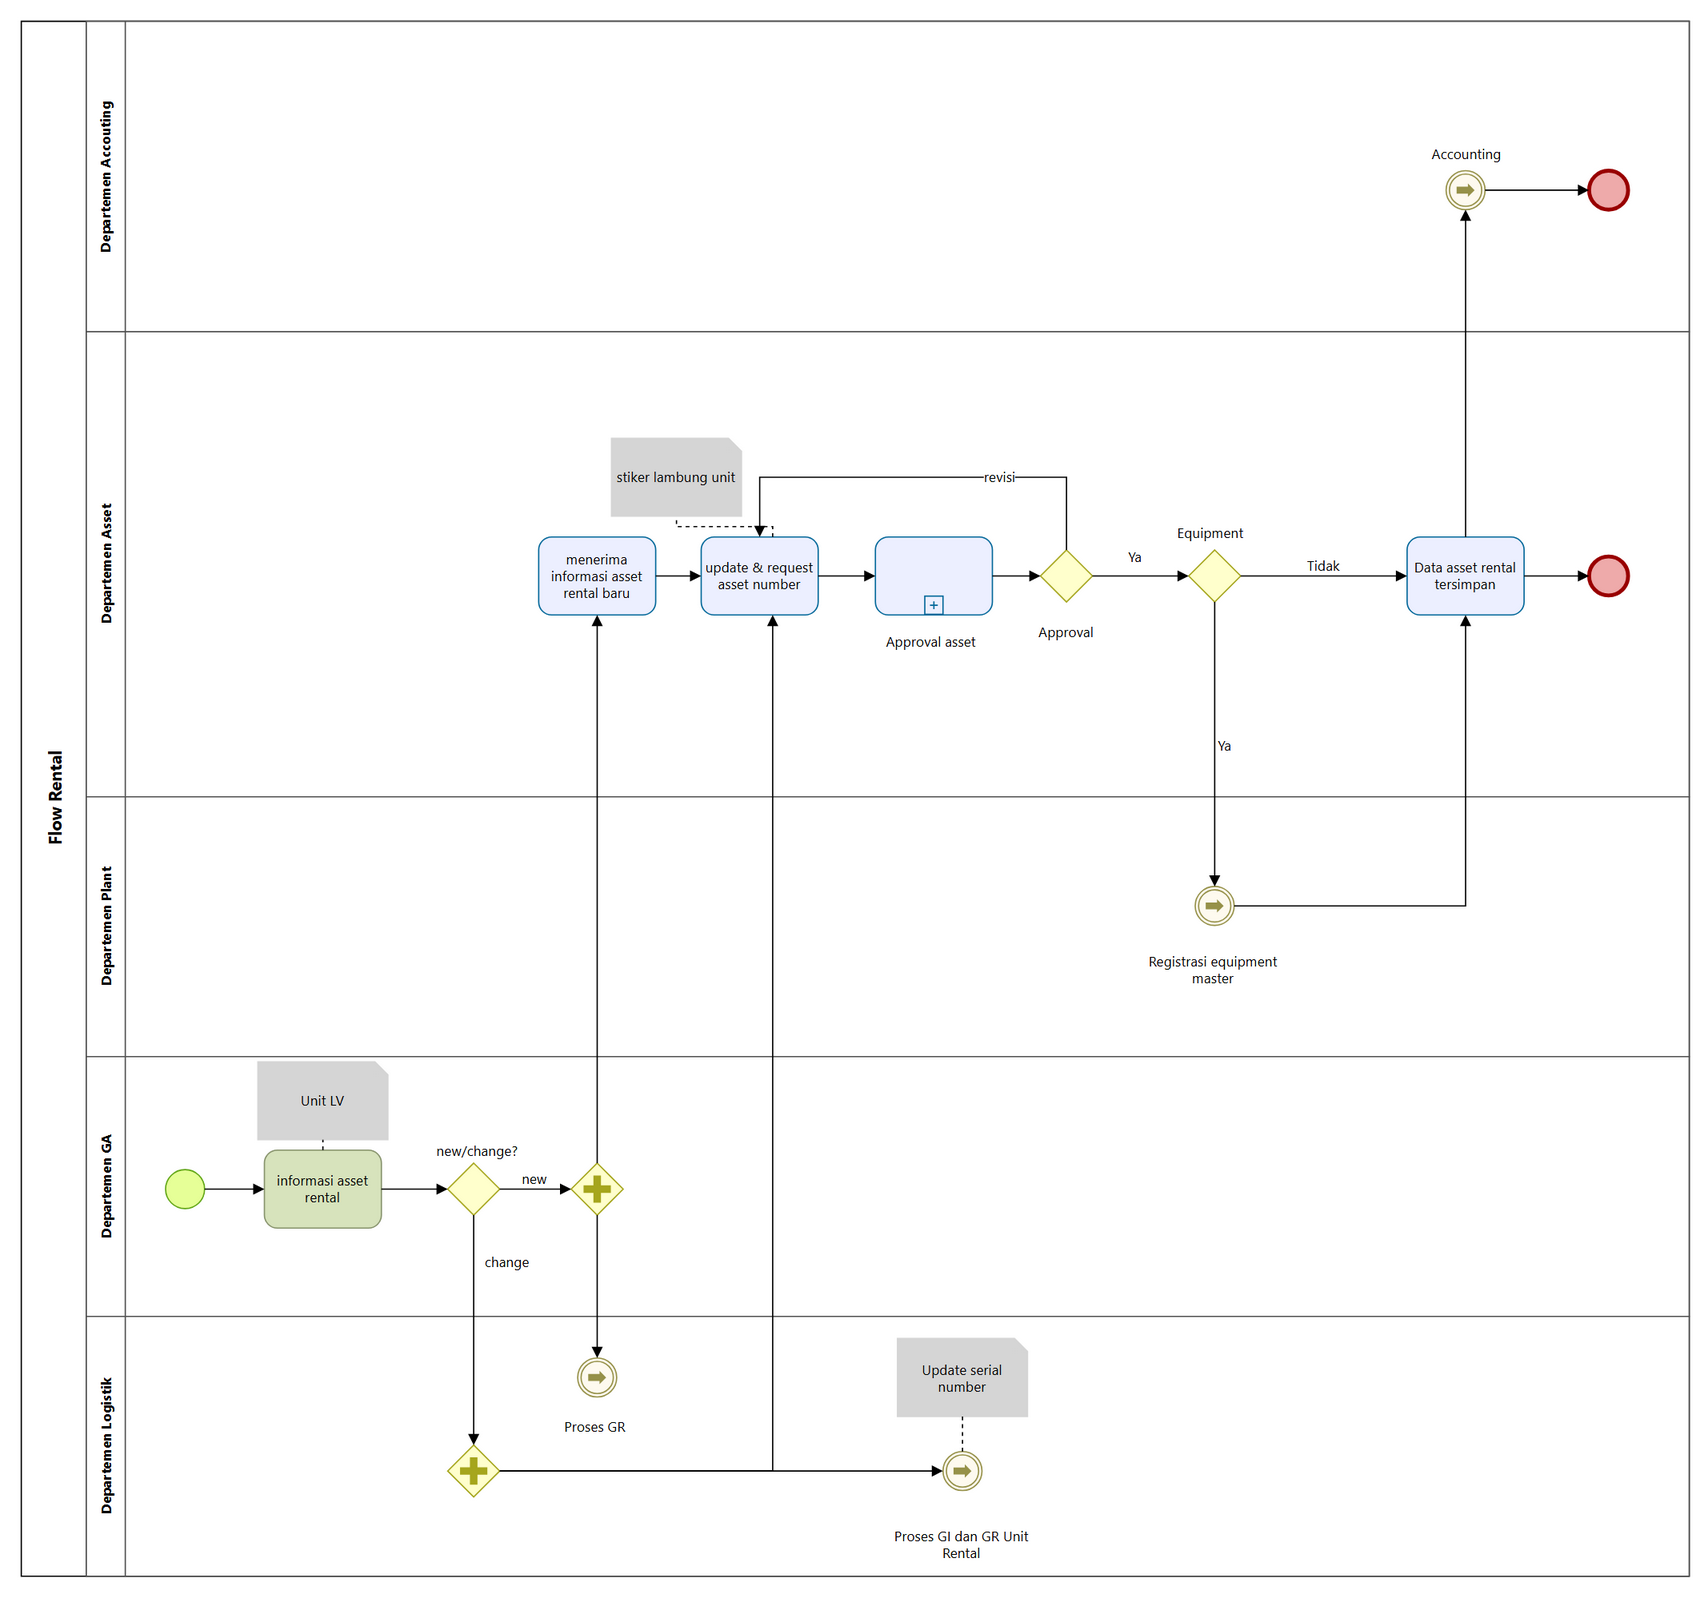 Flow Rental
Departemen Accouting
Accounting
Departemen Asset
stiker lambung unit
revisi
menerima
informasi asset
rental baru
update & request
asset number
Approval asset
Approval
Ya
Equipment
Tidak
Ya
Data asset rental
tersimpan
Departemen Plant
Registrasi equipment
master
Departemen GA
Unit LV
informasi asset
rental
new/change?
new
change
Departemen Logistik
Proses GR
Update serial
number
Proses GI dan GR Unit
Rental